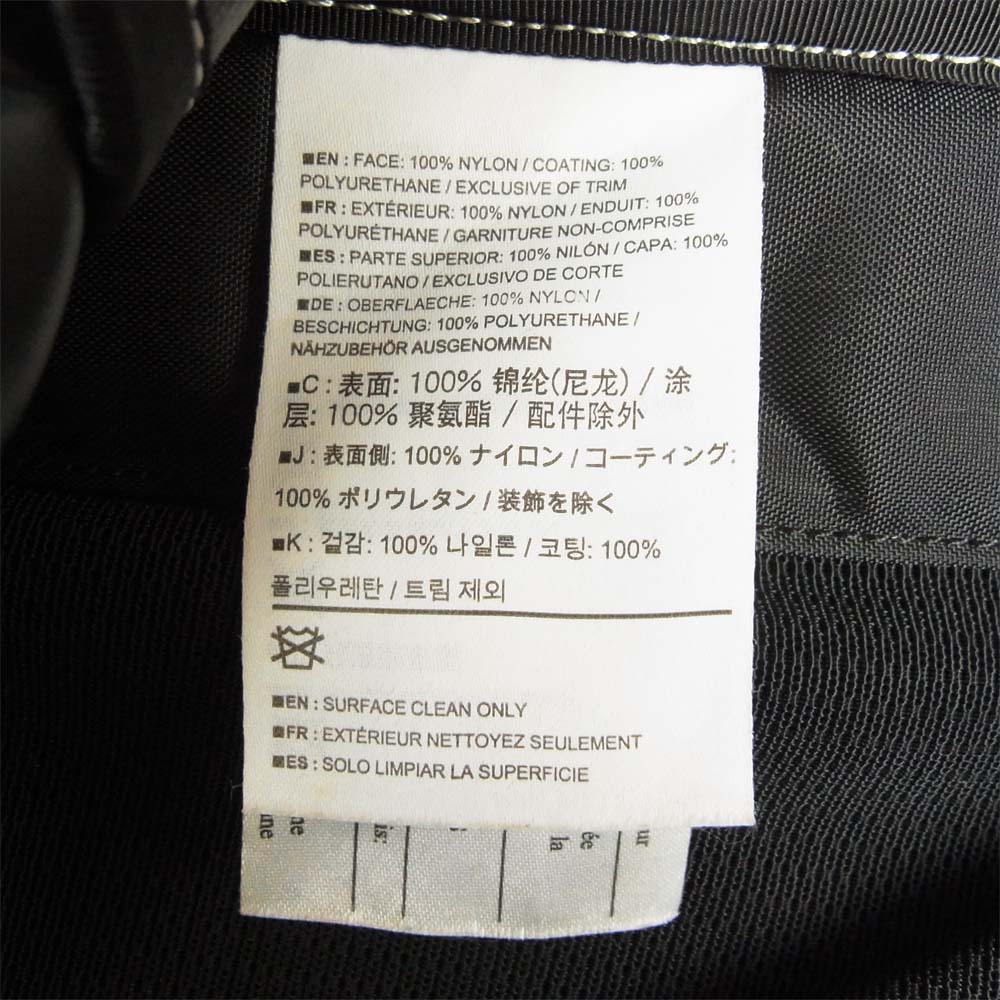 ■EN : FACE: 100% NYLON / COATING: 100%
POLYURETHANE / EXCLUSIVE OF TRIM
■FR : EXTÉRIEUR: 100% NYLON / ENDUIT: 100%
POLYURÉTHANE / GARNITURE NON-COMPRISE
■ES : PARTE SUPERIOR: 100% NILÓN / CAPA: 100%
POLIERUTANO / EXCLUSIVO DE CORTE
■DE : OBERFLAECHE: 100% NYLON /
BESCHICHTUNG: 100% POLYURETHANE /
NÄHZUBEHÖR AUSGENOMMEN
■C : 表面: 100% 锦纶(尼龙) / 涂
层: 100% 聚氨酯 / 配件除外
■J : 表面側: 100% ナイロン / コーティング:
100% ポリウレタン / 装飾を除く
■K : 겉감: 100% 나일론 / 코팅: 100%
폴리우레탄 / 트림 제외
■EN : SURFACE CLEAN ONLY
■FR : EXTÉRIEUR NETTOYEZ SEULEMENT
■ES : SOLO LIMPIAR LA SUPERFICIE
la